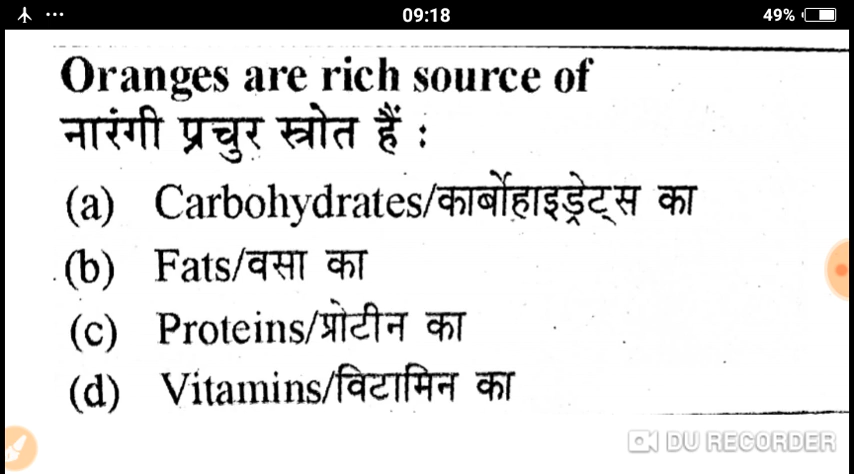 09:18
49%
Oranges are rich source of
नारंगी प्रचुर स्त्रोत हैं :
(a) Carbohydrates/कार्बोहाइड्रेट्स का
(b) Fats/वसा का
(c) Proteins/प्रोटीन का
(d) Vitamins/विटामिन का
DU RECORDER